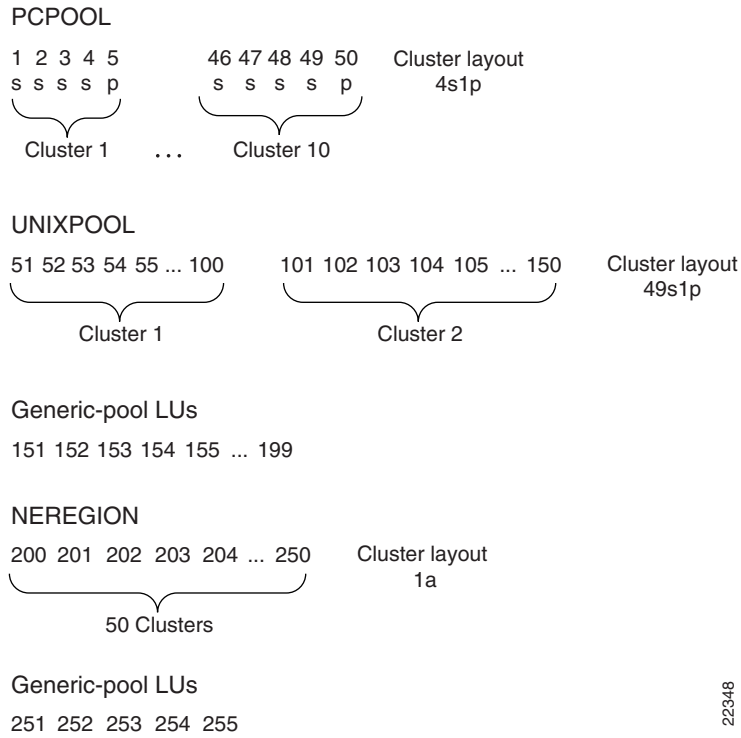 PCPOOL
1 2 3 4 5 46 47 48 49 50 Cluster layout
s s s s p s s s s p 4s1p
Cluster 1 ... Cluster 10
UNIXPOOL
51 52 53 54 55 ... 100 101 102 103 104 105 ... 150 Cluster layout
49s1p
Cluster 1 Cluster 2
Generic-pool LUs
151 152 153 154 155 ... 199
NEREGION
200 201 202 203 204 ... 250 Cluster layout
1a
50 Clusters
Generic-pool LUs
251 252 253 254 255
22348